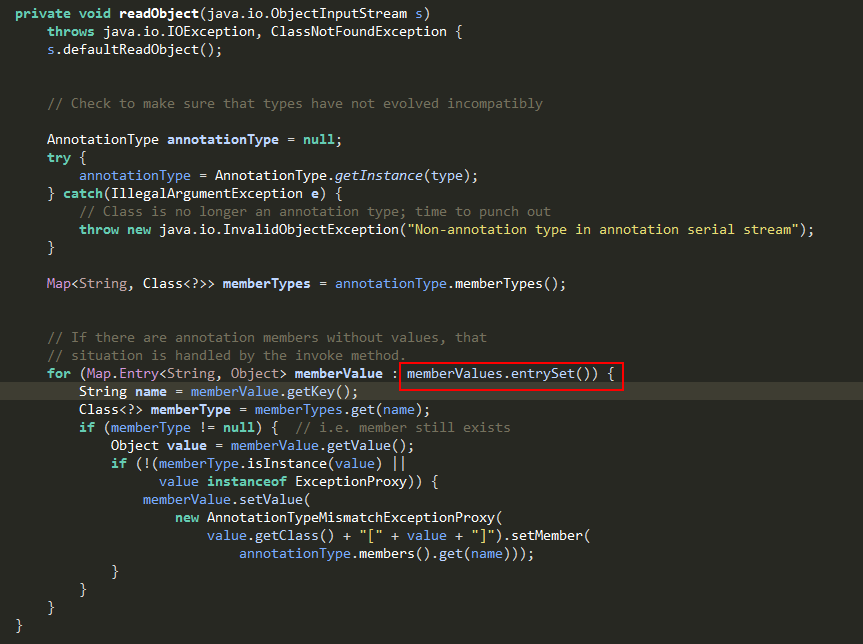 private void readObject(java.io.ObjectInputStream s)
throws java.io.IOException, ClassNotFoundException {
s.defaultReadObject();
// Check to make sure that types have not evolved incompatibly
AnnotationType annotationType = null;
try {
annotationType = AnnotationType.getInstance(type);
} catch(IllegalArgumentException e) {
// Class is no longer an annotation type; time to punch out
throw new java.io.InvalidObjectException("Non-annotation type in annotation serial stream");
}
Map<String, Class<?>> memberTypes = annotationType.memberTypes();
// If there are annotation members without values, that
// situation is handled by the invoke method.
for (Map.Entry<String, Object> memberValue : memberValues.entrySet()) {
String name = memberValue.getKey();
Class<?> memberType = memberTypes.get(name);
if (memberType != null) {  // i.e. member still exists
Object value = memberValue.getValue();
if (!(memberType.isInstance(value) ||
value instanceof ExceptionProxy)) {
memberValue.setValue(
new AnnotationTypeMismatchExceptionProxy(
value.getClass() + "[" + value + "]").setMember(
annotationType.members().get(name)));
}
}
}
}